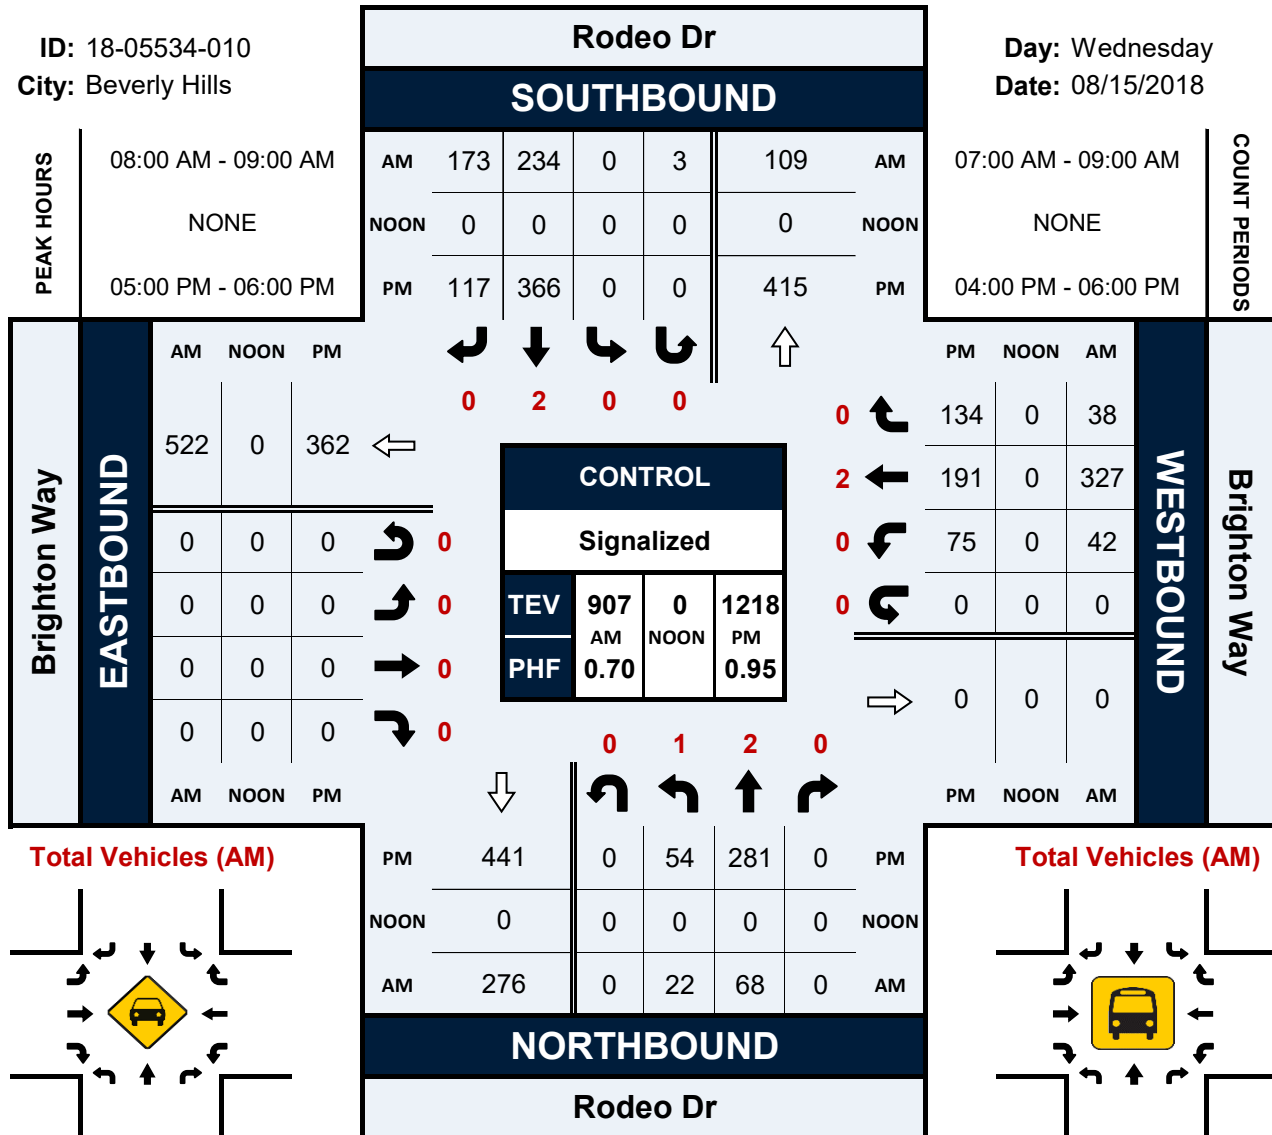 Rodeo Dr
ID: 18-05534-010
Day: Wednesday
City: Beverly Hills
Date: 08/15/2018
SOUTHBOUND
PEAK HOURS
08:00 AM - 09:00 AM
AM 173 234 0 3 109 AM
07:00 AM - 09:00 AM
COUNT PERIODS
NONE
NOON 0 0 0 0 0 NOON
NONE
05:00 PM - 06:00 PM
PM 117 366 0 0 415 PM
04:00 PM - 06:00 PM
Brighton Way
EASTBOUND
AM NOON PM
PM NOON AM
0 2 0 0
522 0 362
0 134 0 38
2 191 0 327
0 75 0 42
0 0 0 0
WESTBOUND
Brighton Way
CONTROL
Signalized
TEV 907 0 1218
AM NOON PM
PHF 0.70 0.95
0 0 0 0
0 0 0 0
0 0 0 0
0 0 0 0
0 0 0
0 1 2 0
AM NOON PM
PM NOON AM
Total Vehicles (AM)
PM 441 0 54 281 0 PM
Total Vehicles (AM)
NOON 0 0 0 0 0 NOON
AM 276 0 22 68 0 AM
NORTHBOUND
Rodeo Dr